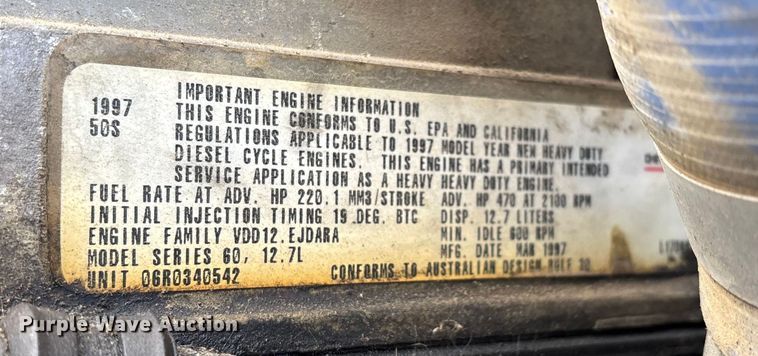 1997
50S
IMPORTANT ENGINE INFORMATION
THIS ENGINE CONFORMS TO U.S. EPA AND CALIFORNIA
REGULATIONS APPLICABLE TO 1997 MODEL YEAR NEW HEAVY DUTY
DIESEL CYCLE ENGINES. THIS ENGINE HAS A PRIMARY INTENDED
SERVICE APPLICATION AS A HEAVY HEAVY DUTY ENGINE.
FUEL RATE AT ADV. HP 220.1 MM3/STROKE ADV. HP 470 AT 2100 RPM
INITIAL INJECTION TIMING 19 DEG. BTC DISP. 12.7 LITERS
ENGINE FAMILY VDD12.EJDARA MIN. IDLE 600 RPM
MODEL SERIES 60, 12.7L MFG. DATE MAR 1997
UNIT 06R0340542 CONFORMS TO AUSTRALIAN DESIGN RULE 30
Purple Wave Auction